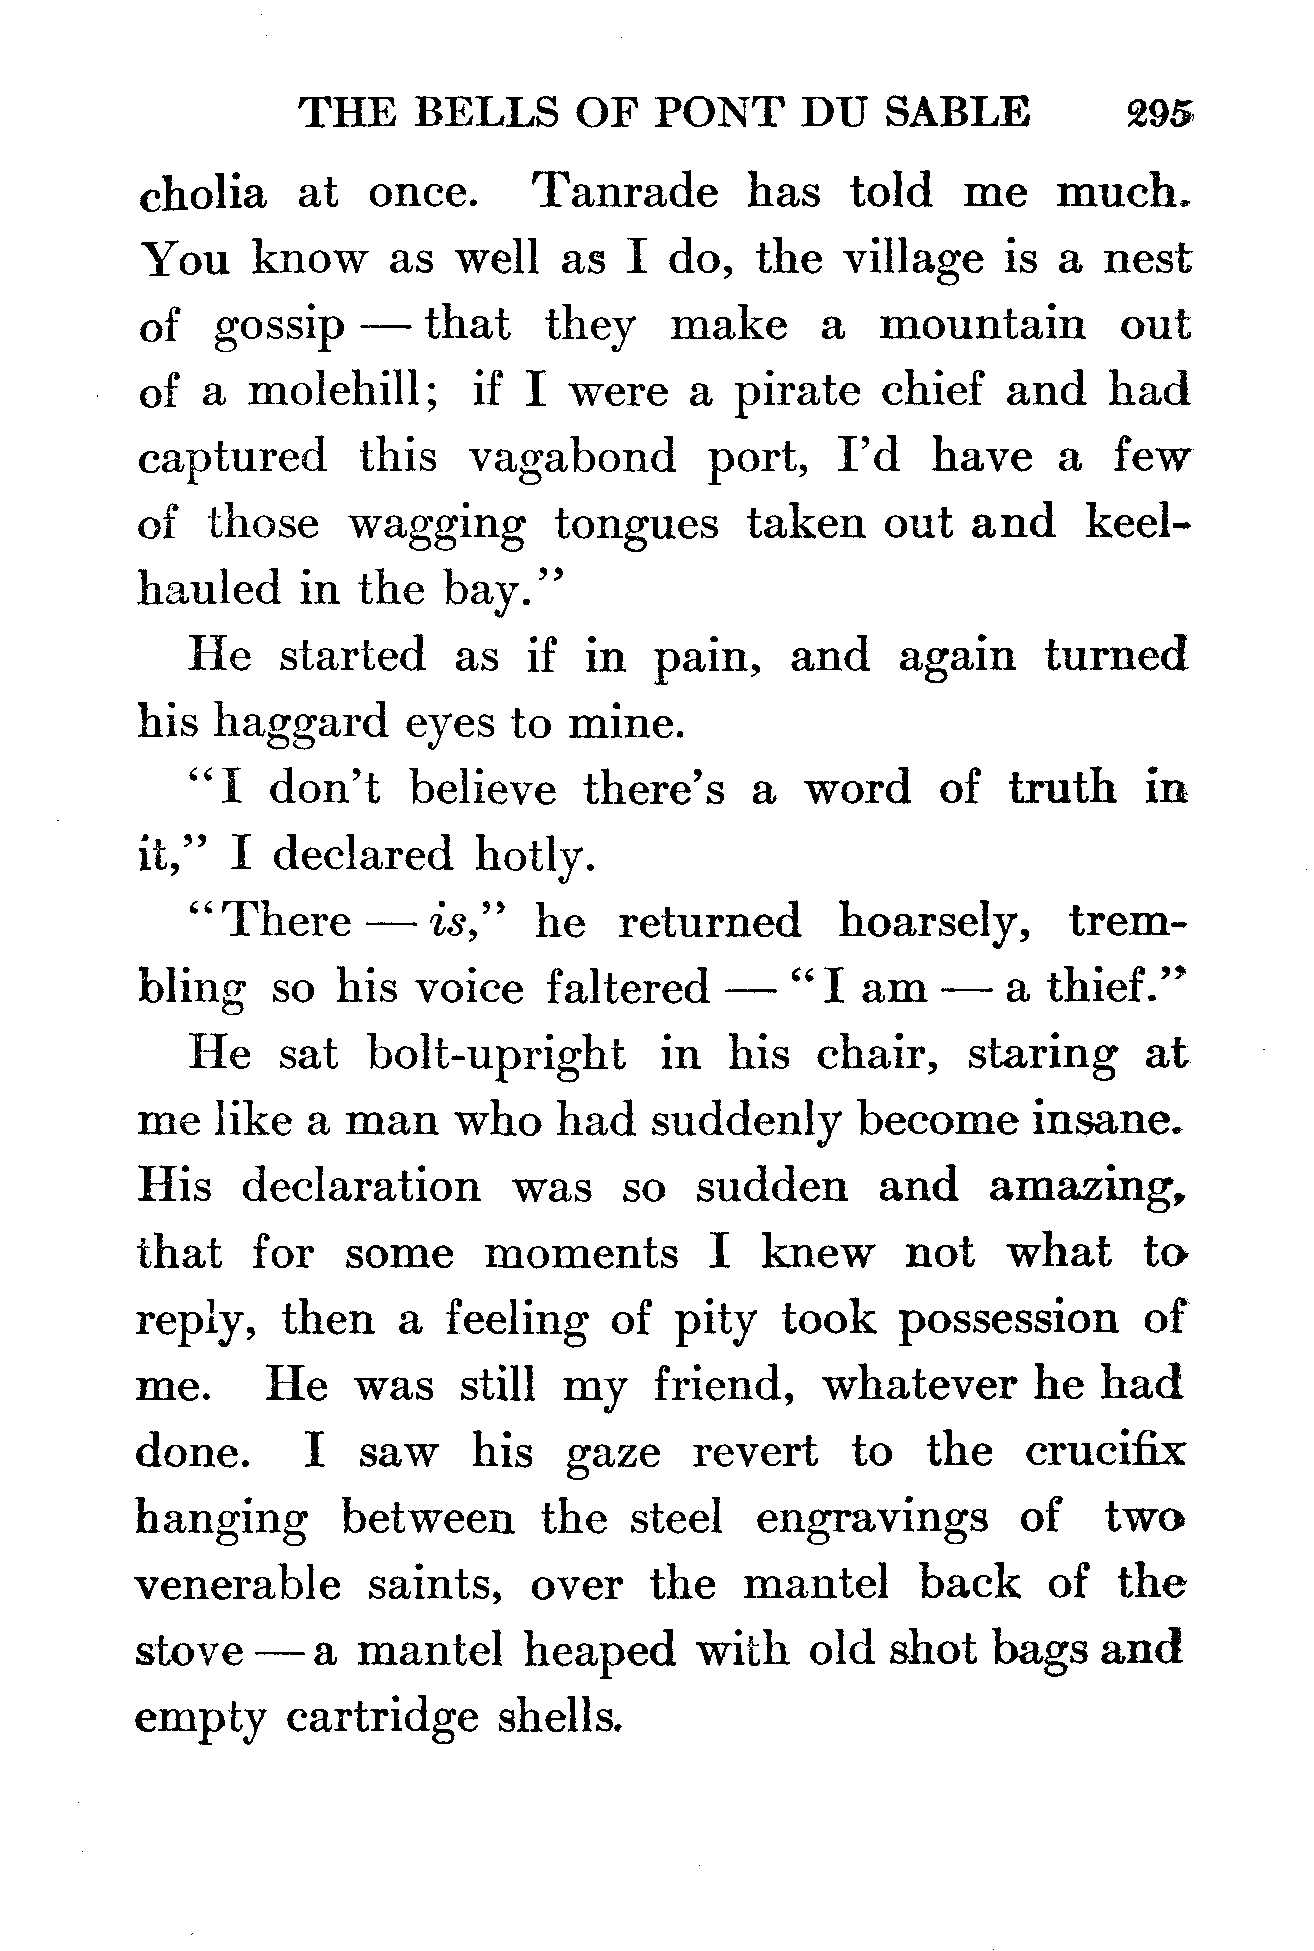 THE BELLS OF PONT DU SABLE 295
cholia at once. Tanrade has told me much.
You know as well as I do, the village is a nest
of gossip — that they make a mountain out
of a molehill; if I were a pirate chief and had
captured this vagabond port, I'd have a few
of those wagging tongues taken out and keel-
hauled in the bay."
He started as if in pain, and again turned
his haggard eyes to mine.
"I don't believe there's a word of truth in
it," I declared hotly.
"There — is," he returned hoarsely, trem-
bling so his voice faltered — "I am — a thief."
He sat bolt-upright in his chair, staring at
me like a man who had suddenly become insane.
His declaration was so sudden and amazing,
that for some moments I knew not what to
reply, then a feeling of pity took possession of
me. He was still my friend, whatever he had
done. I saw his gaze revert to the crucifix
hanging between the steel engravings of two
venerable saints, over the mantel back of the
stove — a mantel heaped with old shot bags and
empty cartridge shells.